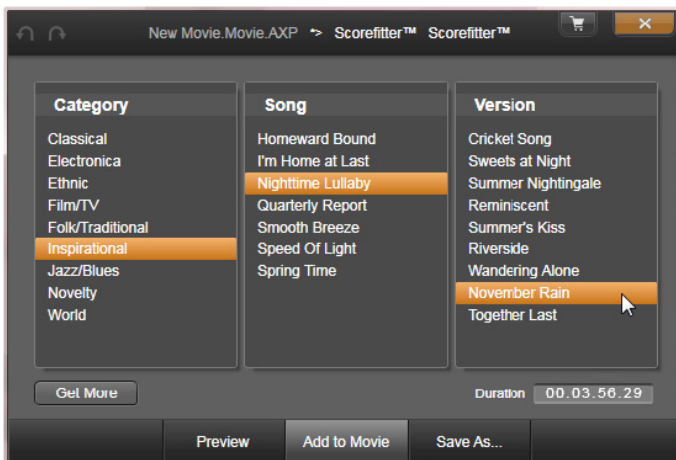 New Movie.Movie.AXP *> Scorefitter™ Scorefitter™
Category
Classical
Electronica
Ethnic
Film/TV
Folk/Traditional
Inspirational
Jazz/Blues
Novelty
World
Song
Homeward Bound
I'm Home at Last
Nighttime Lullaby
Quarterly Report
Smooth Breeze
Speed Of Light
Spring Time
Version
Cricket Song
Sweets at Night
Summer Nightingale
Reminiscent
Summer's Kiss
Riverside
Wandering Alone
November Rain
Together Last
Get More
Duration 00.03.56.29
Preview Add to Movie Save As...